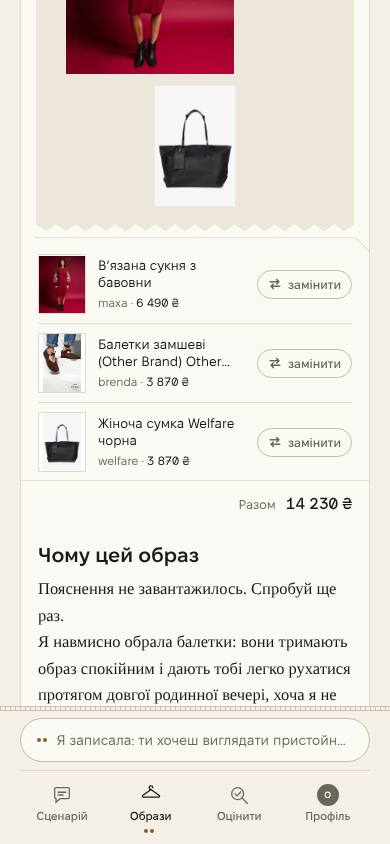 В’язана сукня з
бавовни
maxa · 6 490 ₴
замінити
Балетки замшеві
(Other Brand) Other…
brenda · 3 870 ₴
замінити
Жіноча сумка Welfare
чорна
welfare · 3 870 ₴
замінити
Разом 14 230 ₴
Чому цей образ
Пояснення не завантажилось. Спробуй ще
раз.
Я навмисно обрала балетки: вони тримають
образ спокійним і дають тобі легко рухатися
протягом довгої родинної вечері, хоча я не
Я записала: ти хочеш виглядати пристойн…
Сценарій
Образи
Оцінити
О
Профіль